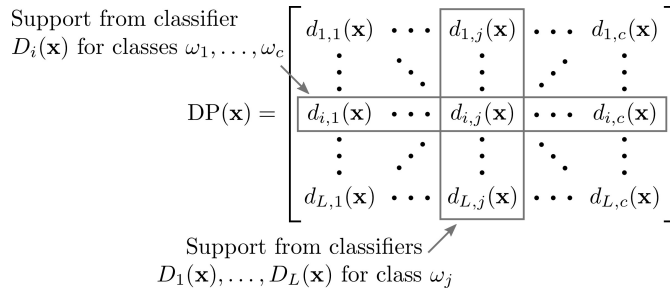 Support from classifier
D_i(𝐱) for classes ω_1, . . . , ω_c
d_{1,1}(𝐱) · · · d_{1,j}(𝐱) · · · d_{1,c}(𝐱)
DP(𝐱) = d_{i,1}(𝐱) · · · d_{i,j}(𝐱) · · · d_{i,c}(𝐱)
d_{L,1}(𝐱) · · · d_{L,j}(𝐱) · · · d_{L,c}(𝐱)
Support from classifiers
D_1(𝐱), . . . , D_L(𝐱) for class ω_j